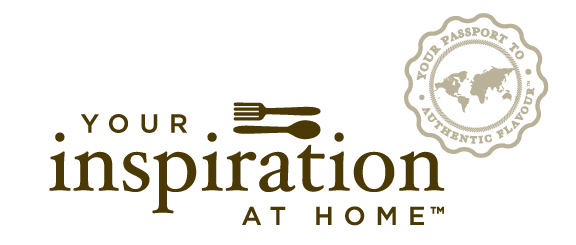 YOUR PASSPORT TO
AUTHENTIC FLAVOUR™
YOUR
inspiration
AT HOME™